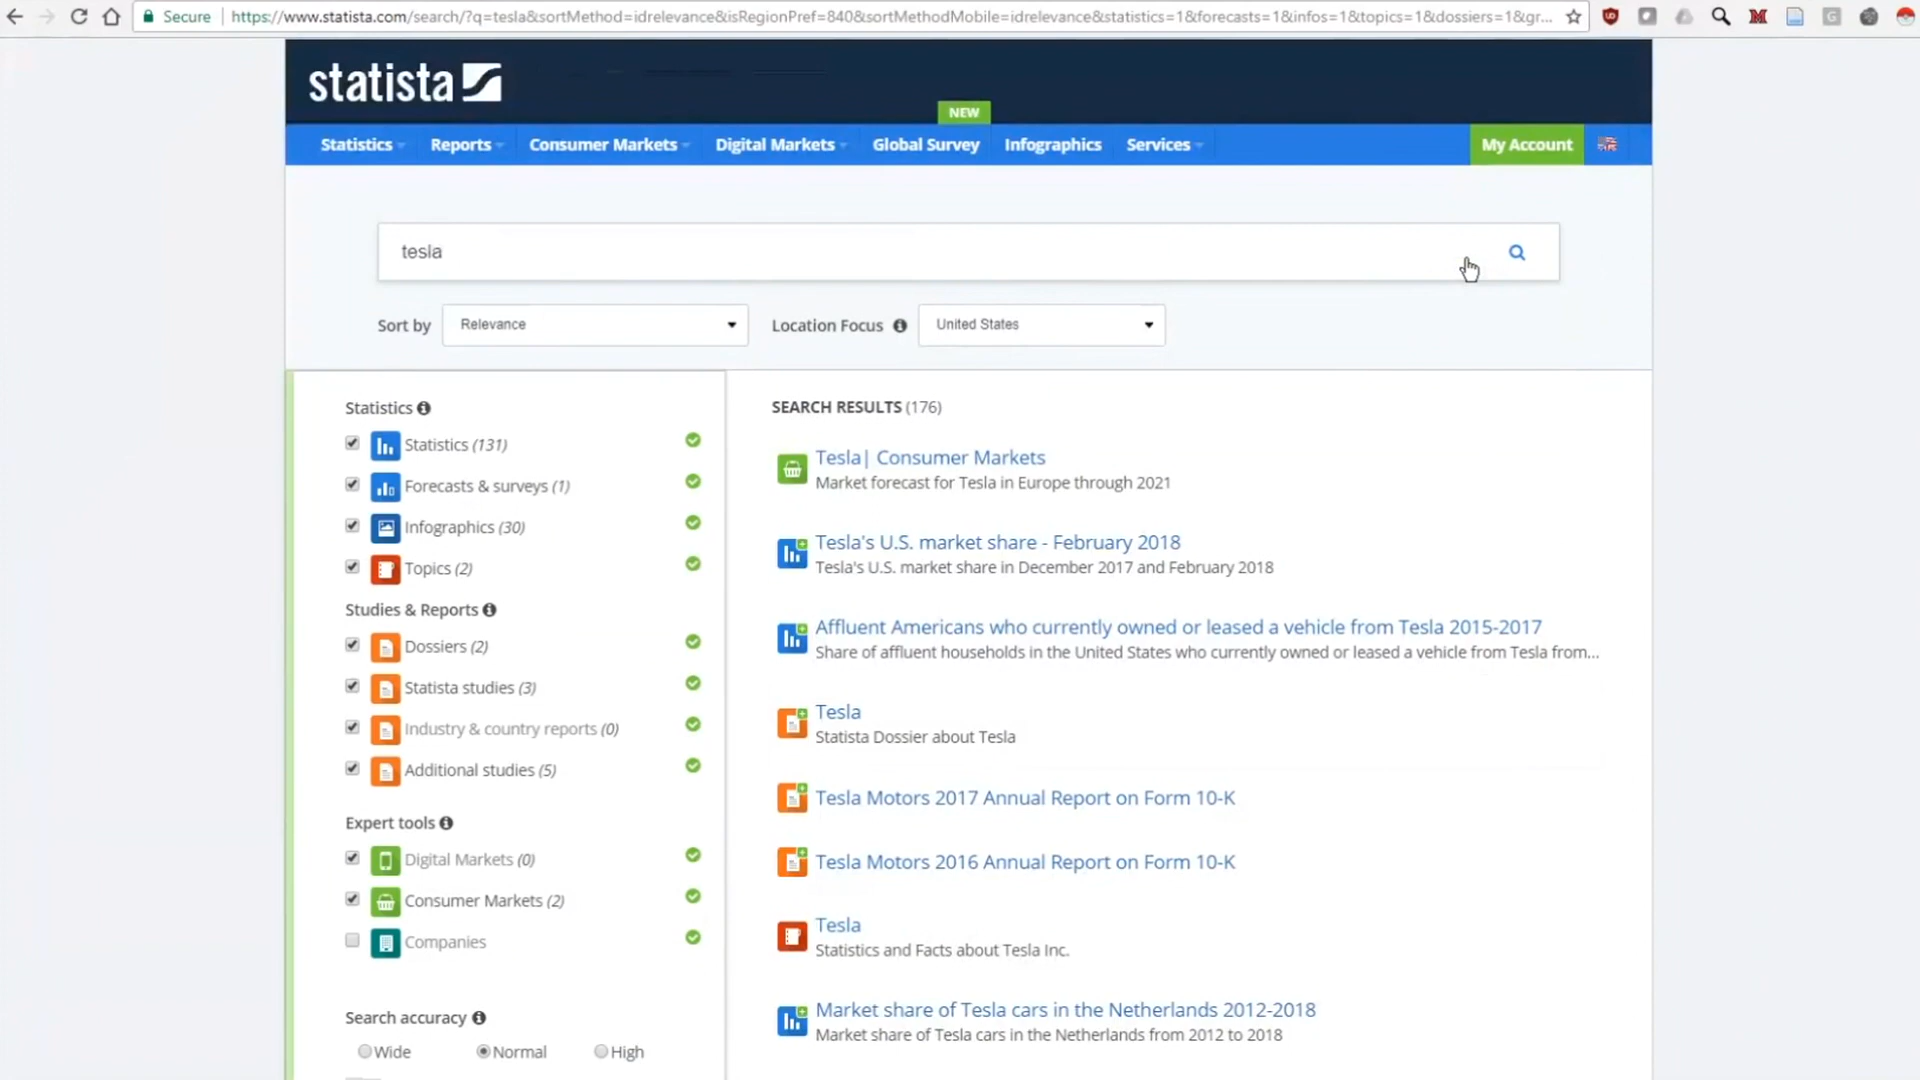 Secure https://www.statista.com/search/?q=tesla&sortMethod=idrelevance&isRegionPref=840&sortMethodMobile=idrelevance&statistics=1&forecasts=1&infos=1&topics=1&dossiers=1&gr...
statista
NEW
Statistics Reports Consumer Markets Digital Markets Global Survey Infographics Services My Account
tesla
Sort by Relevance Location Focus United States
Statistics
Statistics (131)
Forecasts & surveys (1)
Infographics (30)
Topics (2)
Studies & Reports
Dossiers (2)
Statista studies (3)
Industry & country reports (0)
Additional studies (5)
Expert tools
Digital Markets (0)
Consumer Markets (2)
Companies
Search accuracy
Wide Normal High
SEARCH RESULTS (176)
Tesla| Consumer Markets
Market forecast for Tesla in Europe through 2021
Tesla's U.S. market share - February 2018
Tesla's U.S. market share in December 2017 and February 2018
Affluent Americans who currently owned or leased a vehicle from Tesla 2015-2017
Share of affluent households in the United States who currently owned or leased a vehicle from Tesla from...
Tesla
Statista Dossier about Tesla
Tesla Motors 2017 Annual Report on Form 10-K
Tesla Motors 2016 Annual Report on Form 10-K
Tesla
Statistics and Facts about Tesla Inc.
Market share of Tesla cars in the Netherlands 2012-2018
Market share of Tesla cars in the Netherlands from 2012 to 2018